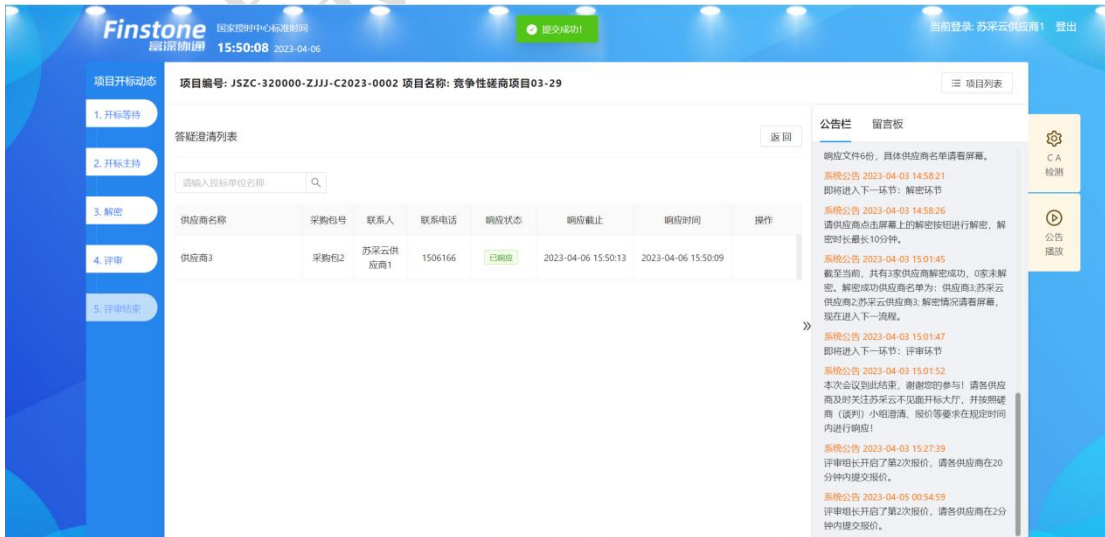 Finstone
富深协通
国家授时中心标准时间
15:50:08 2023-04-06
提交成功!
当前登录: 苏采云供应商1 登出
项目开标动态
1. 开标等待
2. 开标主持
3. 解密
4. 评审
5. 评审结束
项目编号: JSZC-320000-ZJJJ-C2023-0002 项目名称: 竞争性磋商项目03-29
项目列表
答疑澄清列表
返 回
请输入投标单位名称
供应商名称 采购包号 联系人 联系电话 响应状态 响应截止 响应时间 操作
供应商3 采购包2 苏采云供应商1 1506166 已响应 2023-04-06 15:50:13 2023-04-06 15:50:09
公告栏 留言板
响应文件6份, 具体供应商名单请看屏幕。
系统公告 2023-04-03 14:58:21
即将进入下一环节: 解密环节
系统公告 2023-04-03 14:58:26
请供应商点击屏幕上的解密按钮进行解密, 解
密时长最长10分钟。
系统公告 2023-04-03 15:01:45
截至当前, 共有3家供应商解密成功, 0家未解
密。解密成功供应商名单为: 供应商3;苏采云
供应商2;苏采云供应商3; 解密情况请看屏幕,
现在进入下一流程。
系统公告 2023-04-03 15:01:47
即将进入下一环节: 评审环节
系统公告 2023-04-03 15:01:52
本次会议到此结束, 谢谢您的参与! 请各供应
商及时关注苏采云不见面开标大厅, 并按照磋
商 (谈判) 小组澄清、报价等要求在规定时间
内进行响应!
系统公告 2023-04-03 15:27:39
评审组长开启了第2次报价, 请各供应商在20
分钟内提交报价。
系统公告 2023-04-05 00:54:59
评审组长开启了第2次报价, 请各供应商在2分
钟内提交报价。
CA
检测
公告
播放